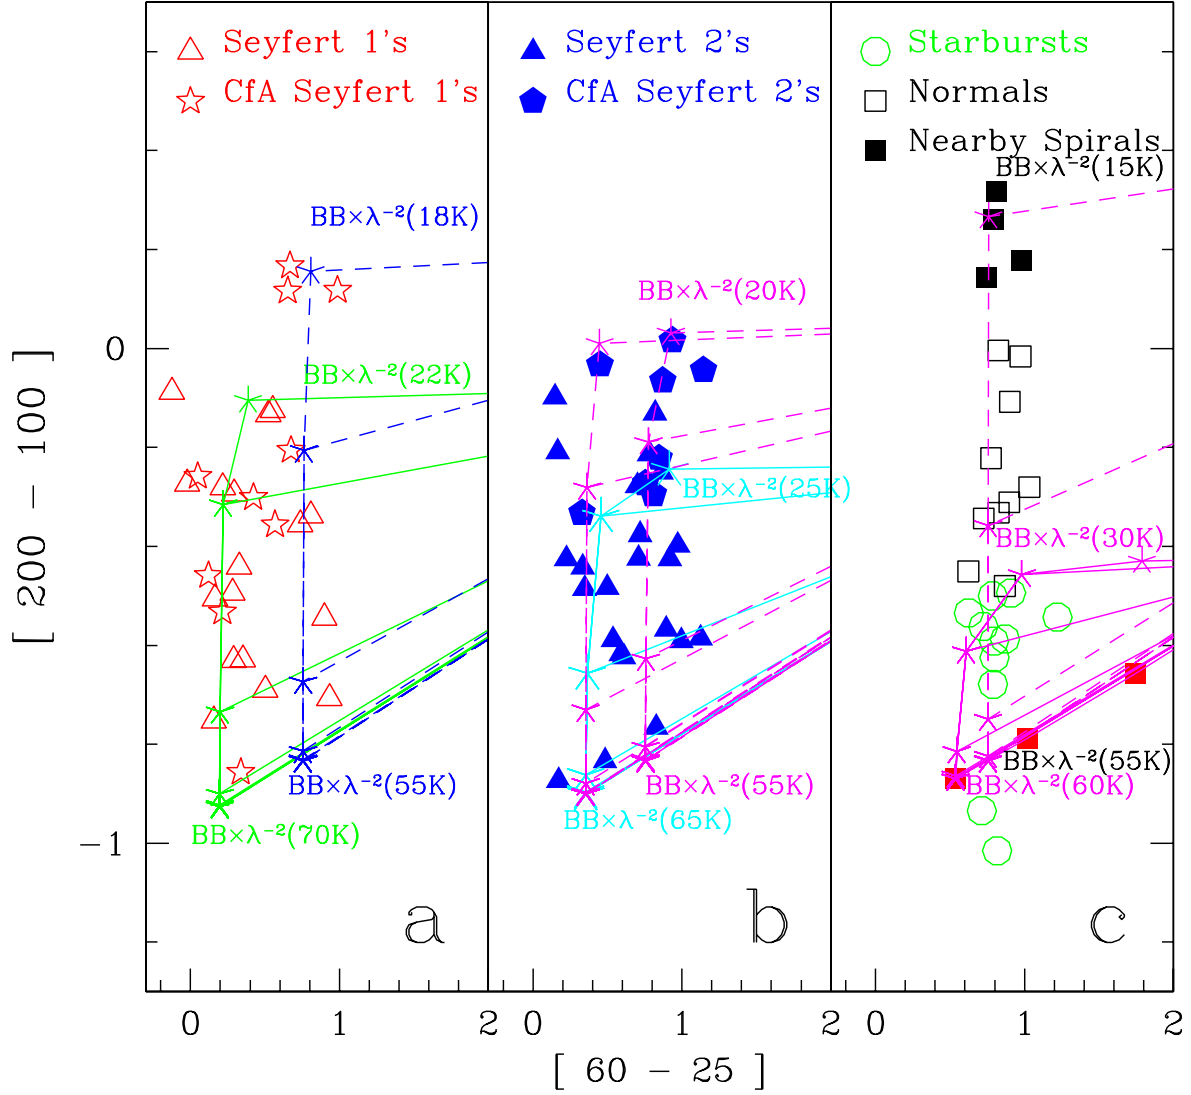 Seyfert 1's
CfA Seyfert 1's
Seyfert 2's
CfA Seyfert 2's
Starbursts
Normals
Nearby Spirals
BB×λ⁻²(15K)
BB×λ⁻²(18K)
BB×λ⁻²(20K)
BB×λ⁻²(22K)
BB×λ⁻²(25K)
BB×λ⁻²(30K)
BB×λ⁻²(55K)
BB×λ⁻²(55K)
BB×λ⁻²(55K)
BB×λ⁻²(60K)
BB×λ⁻²(65K)
BB×λ⁻²(70K)
0
-1
[ 200 - 100 ]
a
b
c
0 1 2 0 1 2 0 1 2
[ 60 - 25 ]